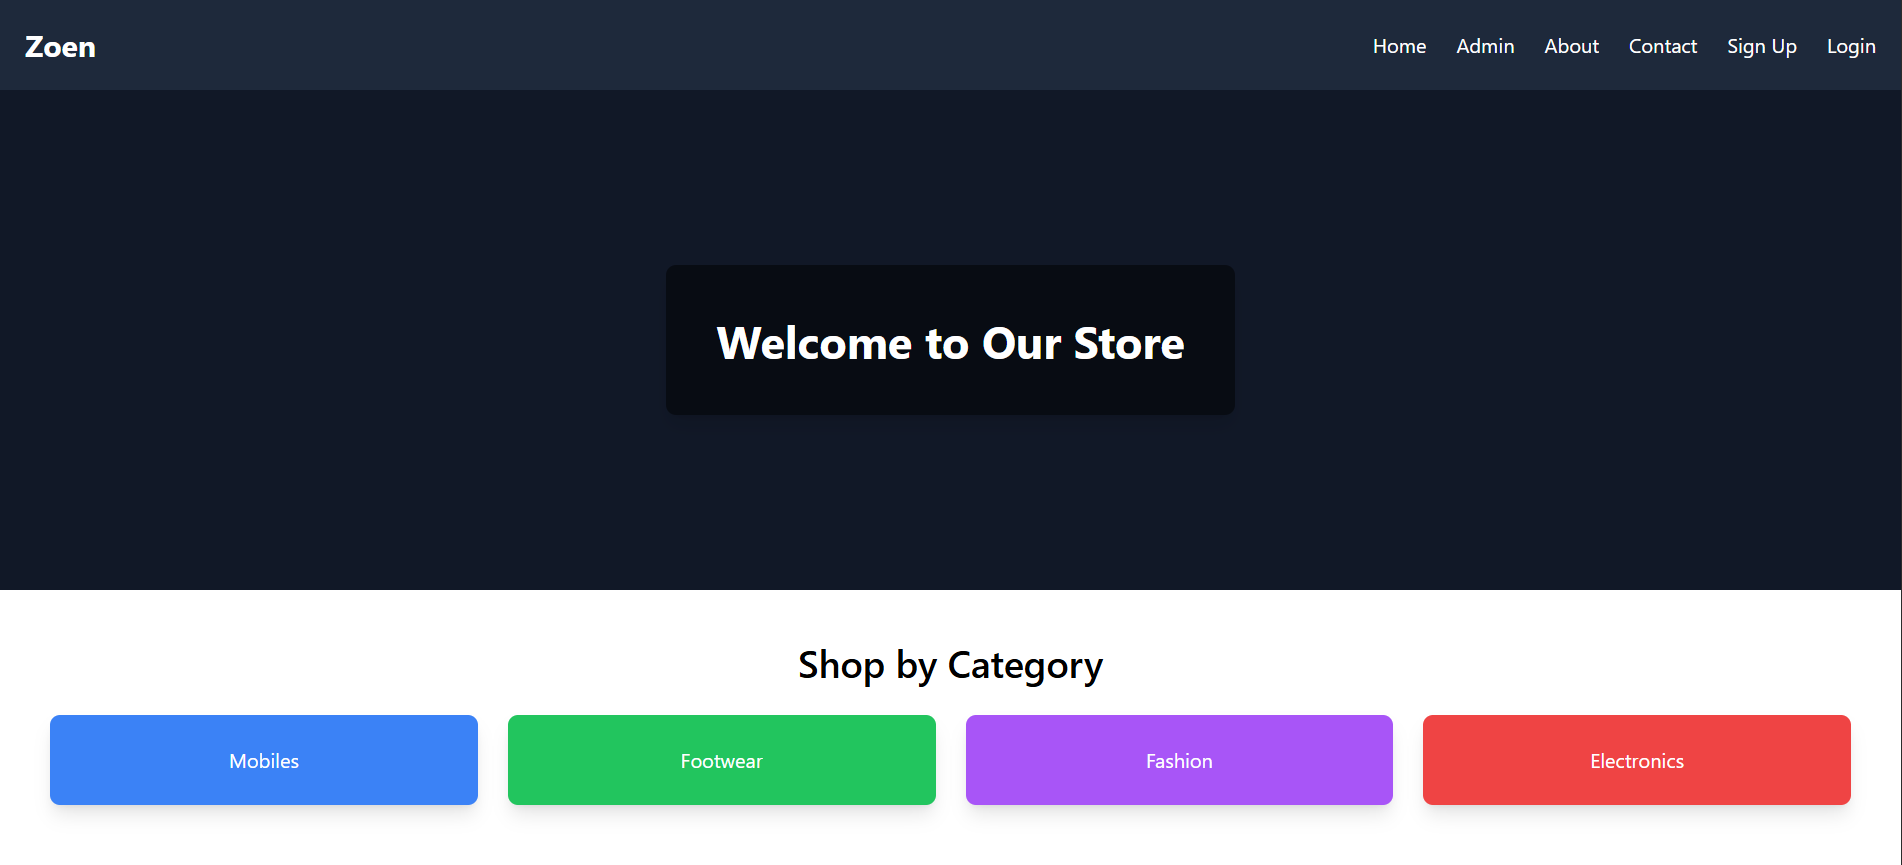 Zoen
Home Admin About Contact Sign Up Login
Welcome to Our Store
Shop by Category
Mobiles
Footwear
Fashion
Electronics